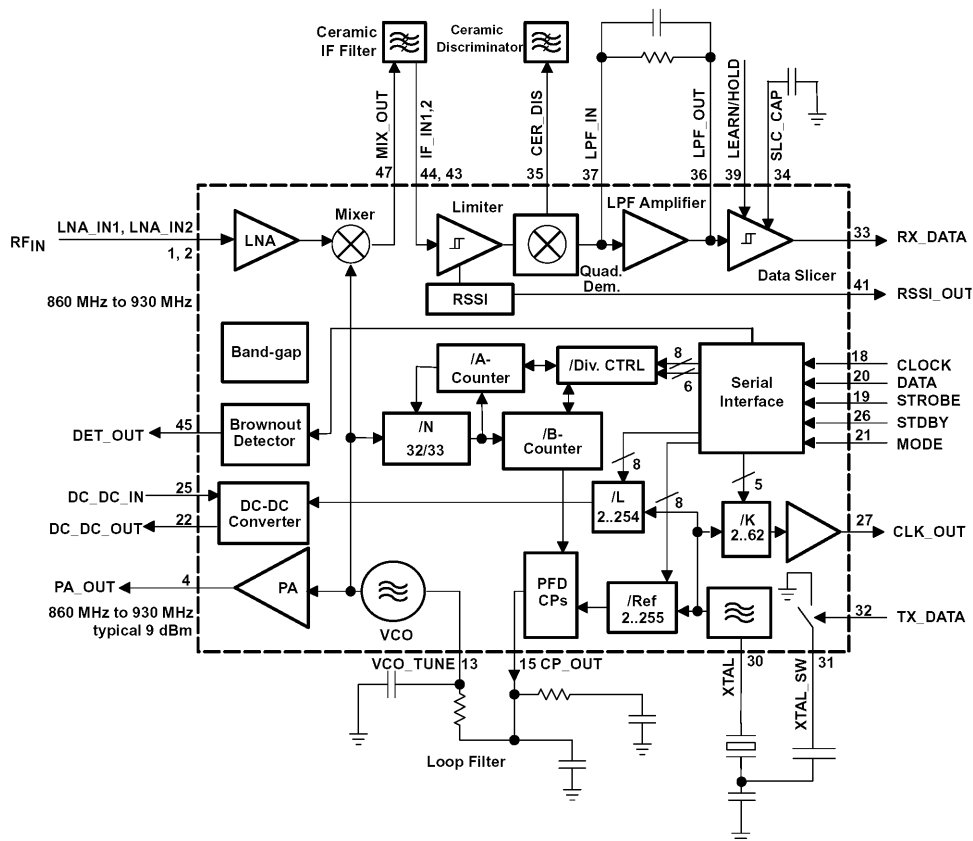 Ceramic
IF Filter
Ceramic
Discriminator
MIX_OUT
IF_IN1,2
CER_DIS
LPF_IN
LPF_OUT
LEARN/HOLD
SLC_CAP
47
44, 43
35
37
36
39
34
RFIN
LNA_IN1, LNA_IN2
1, 2
LNA
Mixer
Limiter
LPF Amplifier
33
RX_DATA
Quad.
Dem.
Data Slicer
860 MHz to 930 MHz
RSSI
41
RSSI_OUT
Band-gap
/A-
Counter
/Div. CTRL
8
6
Serial
Interface
18
CLOCK
20
DATA
19
STROBE
26
STDBY
21
MODE
DET_OUT
45
Brownout
Detector
/N
32/33
/B-
Counter
8
5
DC_DC_IN
25
DC-DC
Converter
/L
2..254
8
/K
2..62
27
CLK_OUT
DC_DC_OUT
22
PA_OUT
4
PA
860 MHz to 930 MHz
typical 9 dBm
VCO
PFD
CPs
/Ref
2..255
32
TX_DATA
VCO_TUNE
13
15
CP_OUT
XTAL
30
XTAL_SW
31
Loop Filter